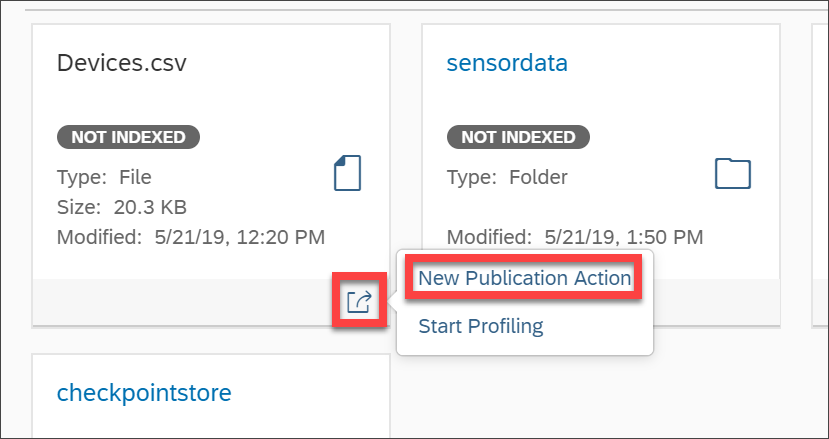 Devices.csv
NOT INDEXED
Type: File
Size: 20.3 KB
Modified: 5/21/19, 12:20 PM
sensordata
NOT INDEXED
Type: Folder
Modified: 5/21/19, 1:50 PM
New Publication Action
Start Profiling
checkpointstore